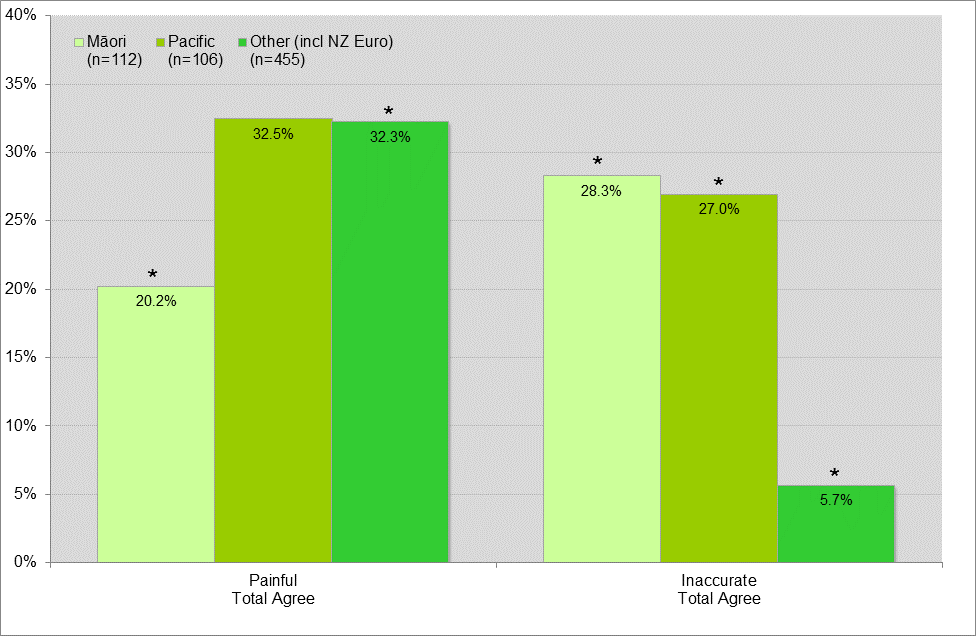 40%
35%
30%
25%
20%
15%
10%
5%
0%
Māori
(n=112)
Pacific
(n=106)
Other (incl NZ Euro)
(n=455)
*
20.2%
32.5%
*
32.3%
*
28.3%
*
27.0%
*
5.7%
Painful
Total Agree
Inaccurate
Total Agree